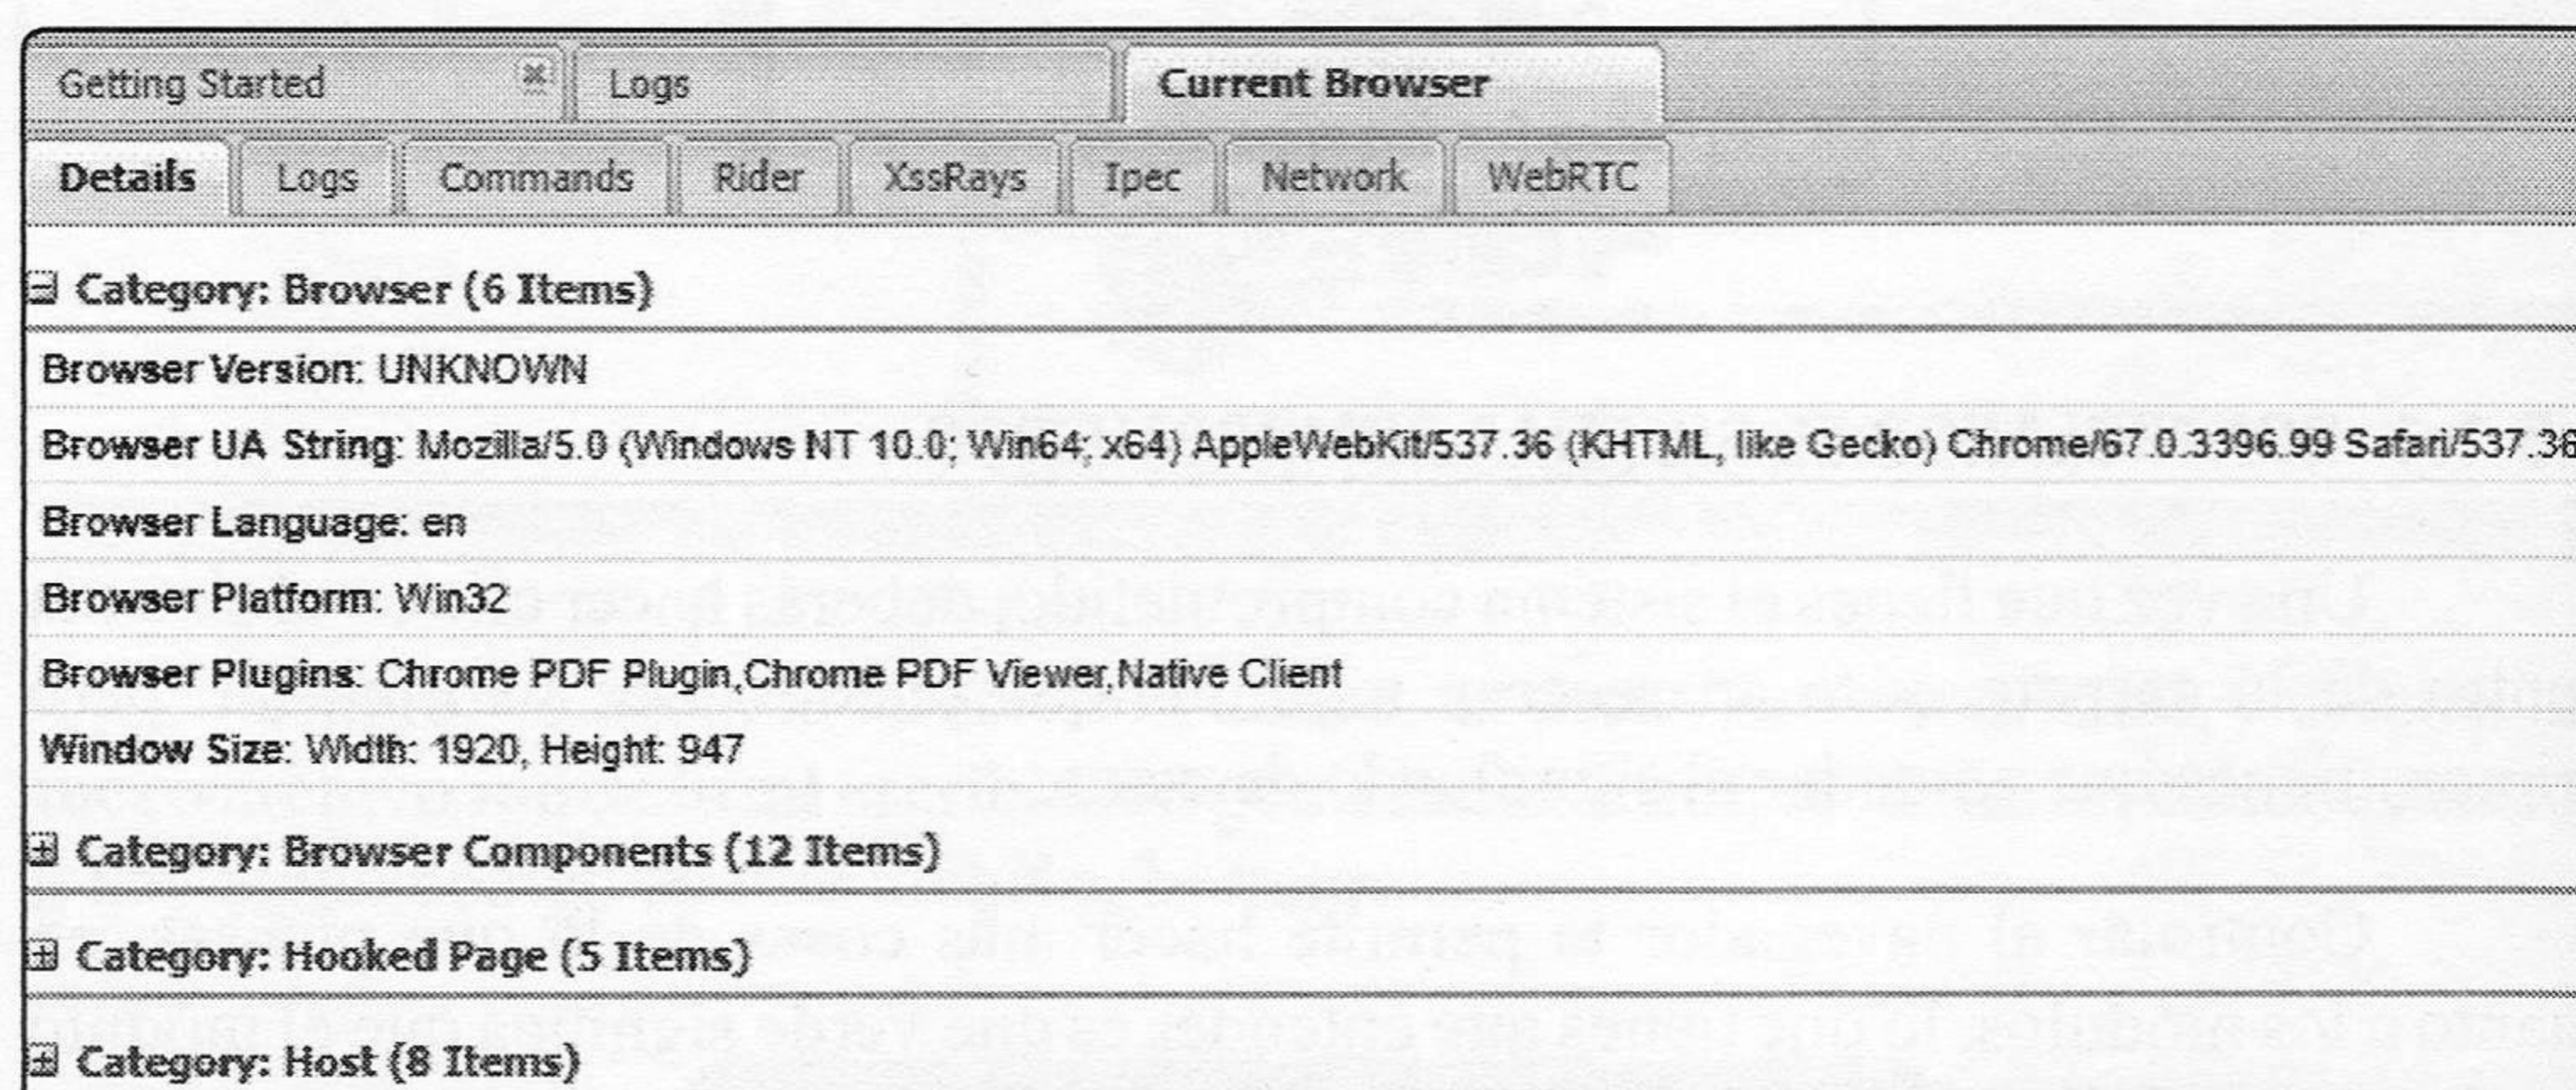 Getting Started
Logs
Current Browser
Details
Logs
Commands
Rider
XssRays
Ipec
Network
WebRTC
Category: Browser (6 Items)
Browser Version: UNKNOWN
Browser UA String: Mozilla/5.0 (Windows NT 10.0; Win64; x64) AppleWebKit/537.36 (KHTML, like Gecko) Chrome/67.0.3396.99 Safari/537.36
Browser Language: en
Browser Platform: Win32
Browser Plugins: Chrome PDF Plugin,Chrome PDF Viewer,Native Client
Window Size: Width: 1920, Height: 947
Category: Browser Components (12 Items)
Category: Hooked Page (5 Items)
Category: Host (8 Items)